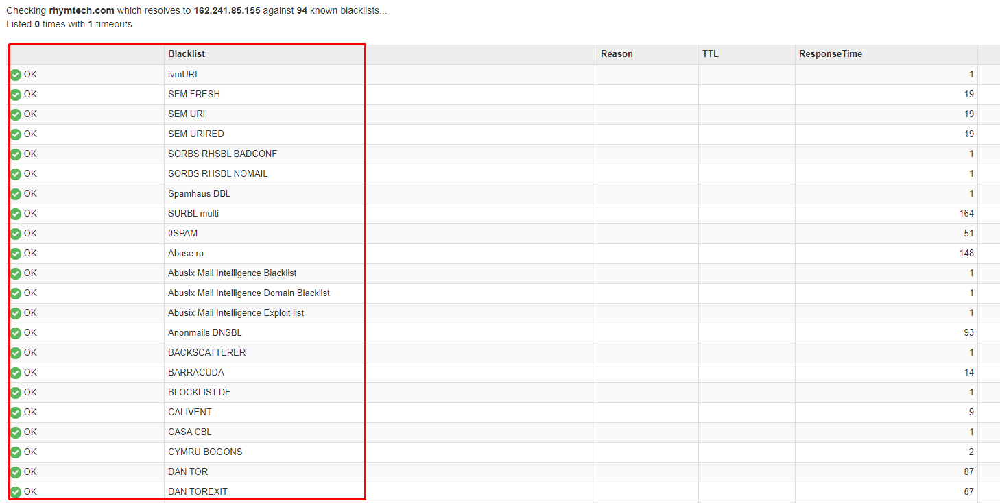 Checking rhymtech.com which resolves to 162.241.85.155 against 94 known blacklists...
Listed 0 times with 1 timeouts
Blacklist Reason TTL ResponseTime
OK ivmURI 1
OK SEM FRESH 19
OK SEM URI 19
OK SEM URIRED 19
OK SORBS RHSBL BADCONF 1
OK SORBS RHSBL NOMAIL 1
OK Spamhaus DBL 1
OK SURBL multi 164
OK 0SPAM 51
OK Abuse.ro 148
OK Abusix Mail Intelligence Blacklist 1
OK Abusix Mail Intelligence Domain Blacklist 1
OK Abusix Mail Intelligence Exploit list 1
OK Anonmails DNSBL 93
OK BACKSCATTERER 1
OK BARRACUDA 14
OK BLOCKLIST.DE 1
OK CALIVENT 9
OK CASA CBL 1
OK CYMRU BOGONS 2
OK DAN TOR 87
OK DAN TOREXIT 87